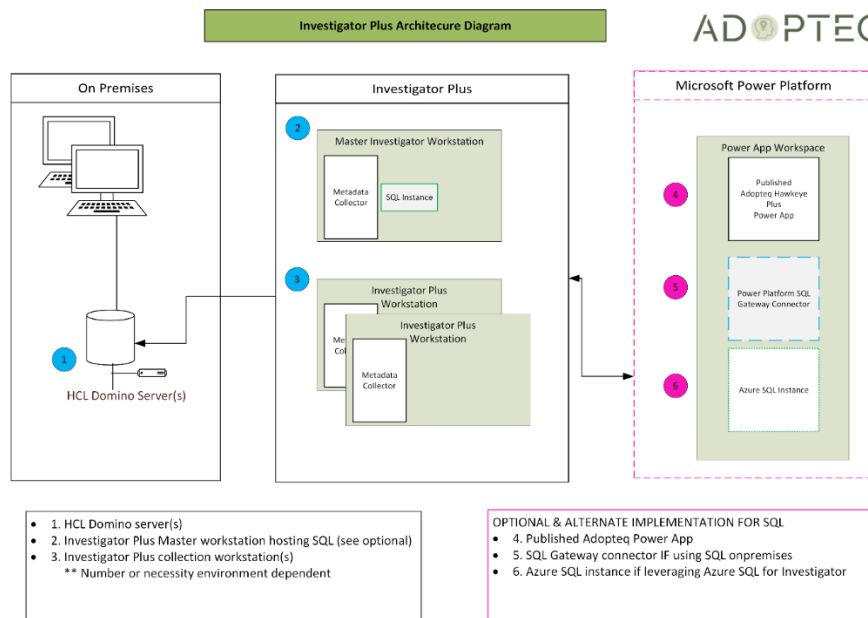 Investigator Plus Architecure Diagram
ADOPTEQ
On Premises
Investigator Plus
Microsoft Power Platform
2
Master Investigator Workstation
Metadata
Collector
SQL Instance
Power App Workspace
4
Published
Adopteq Hawkeye
Plus
Power App
3
Investigator Plus
Workstation
Investigator Plus
Workstation
Metadata
Collector
5
Power Platform SQL
Gateway Connector
1
HCL Domino Server(s)
6
Azure SQL Instance
• 1. HCL Domino server(s)
• 2. Investigator Plus Master workstation hosting SQL (see optional)
• 3. Investigator Plus collection workstation(s)
** Number or necessity environment dependent
OPTIONAL & ALTERNATE IMPLEMENTATION FOR SQL
• 4. Published Adopteq Power App
• 5. SQL Gateway connector IF using SQL onpremises
• 6. Azure SQL instance if leveraging Azure SQL for Investigator